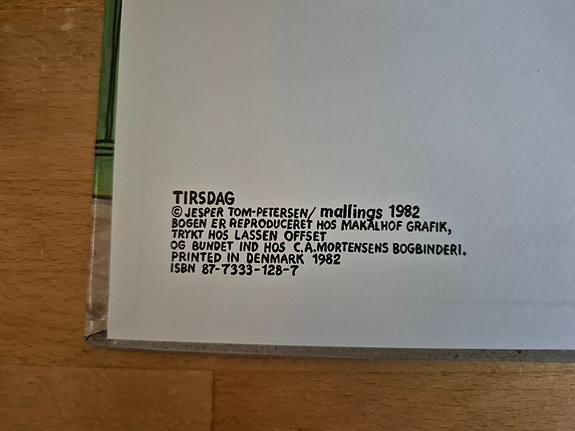 TIRSDAG
© JESPER TOM-PETERSEN/ mallings 1982
BOGEN ER REPRODUCERET HOS MAKALHOF GRAFIK,
TRYKT HOS LASSEN OFFSET
OG BUNDET IND HOS C.A.MORTENSENS BOGBINDERI.
PRINTED IN DENMARK 1982
ISBN 87-7333-128-7